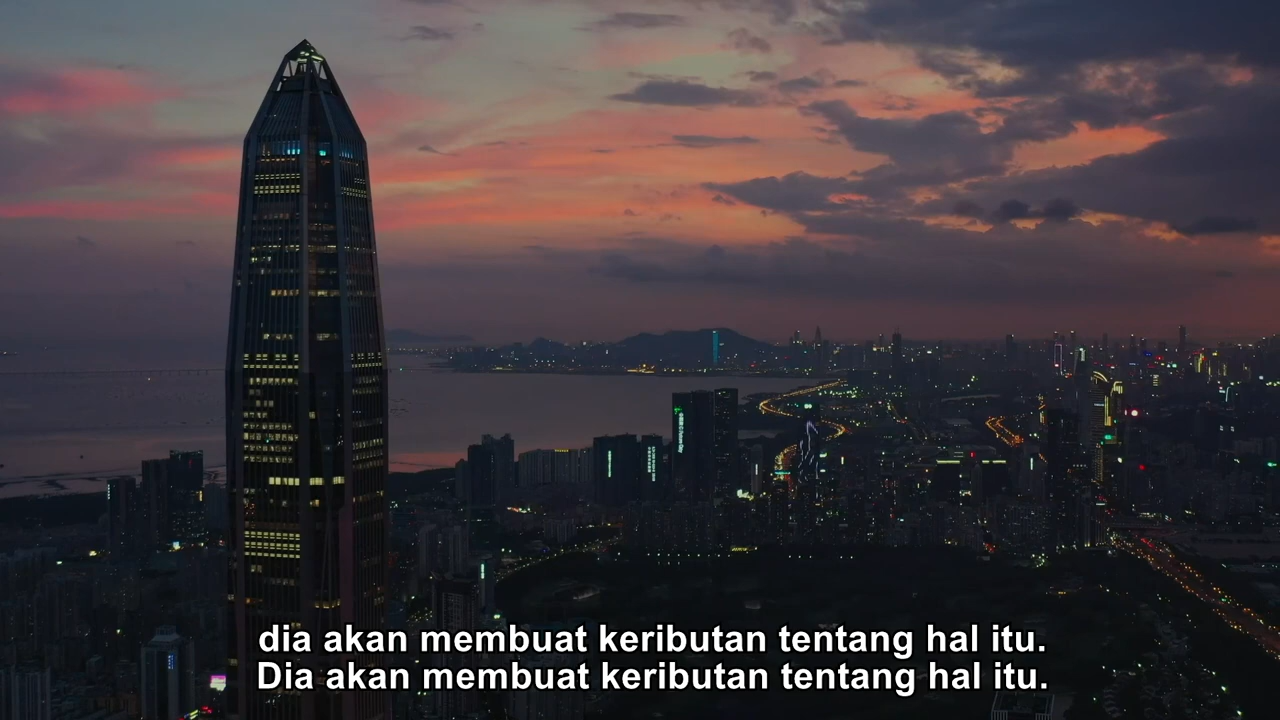 dia akan membuat keributan tentang hal itu.
Dia akan membuat keributan tentang hal itu.